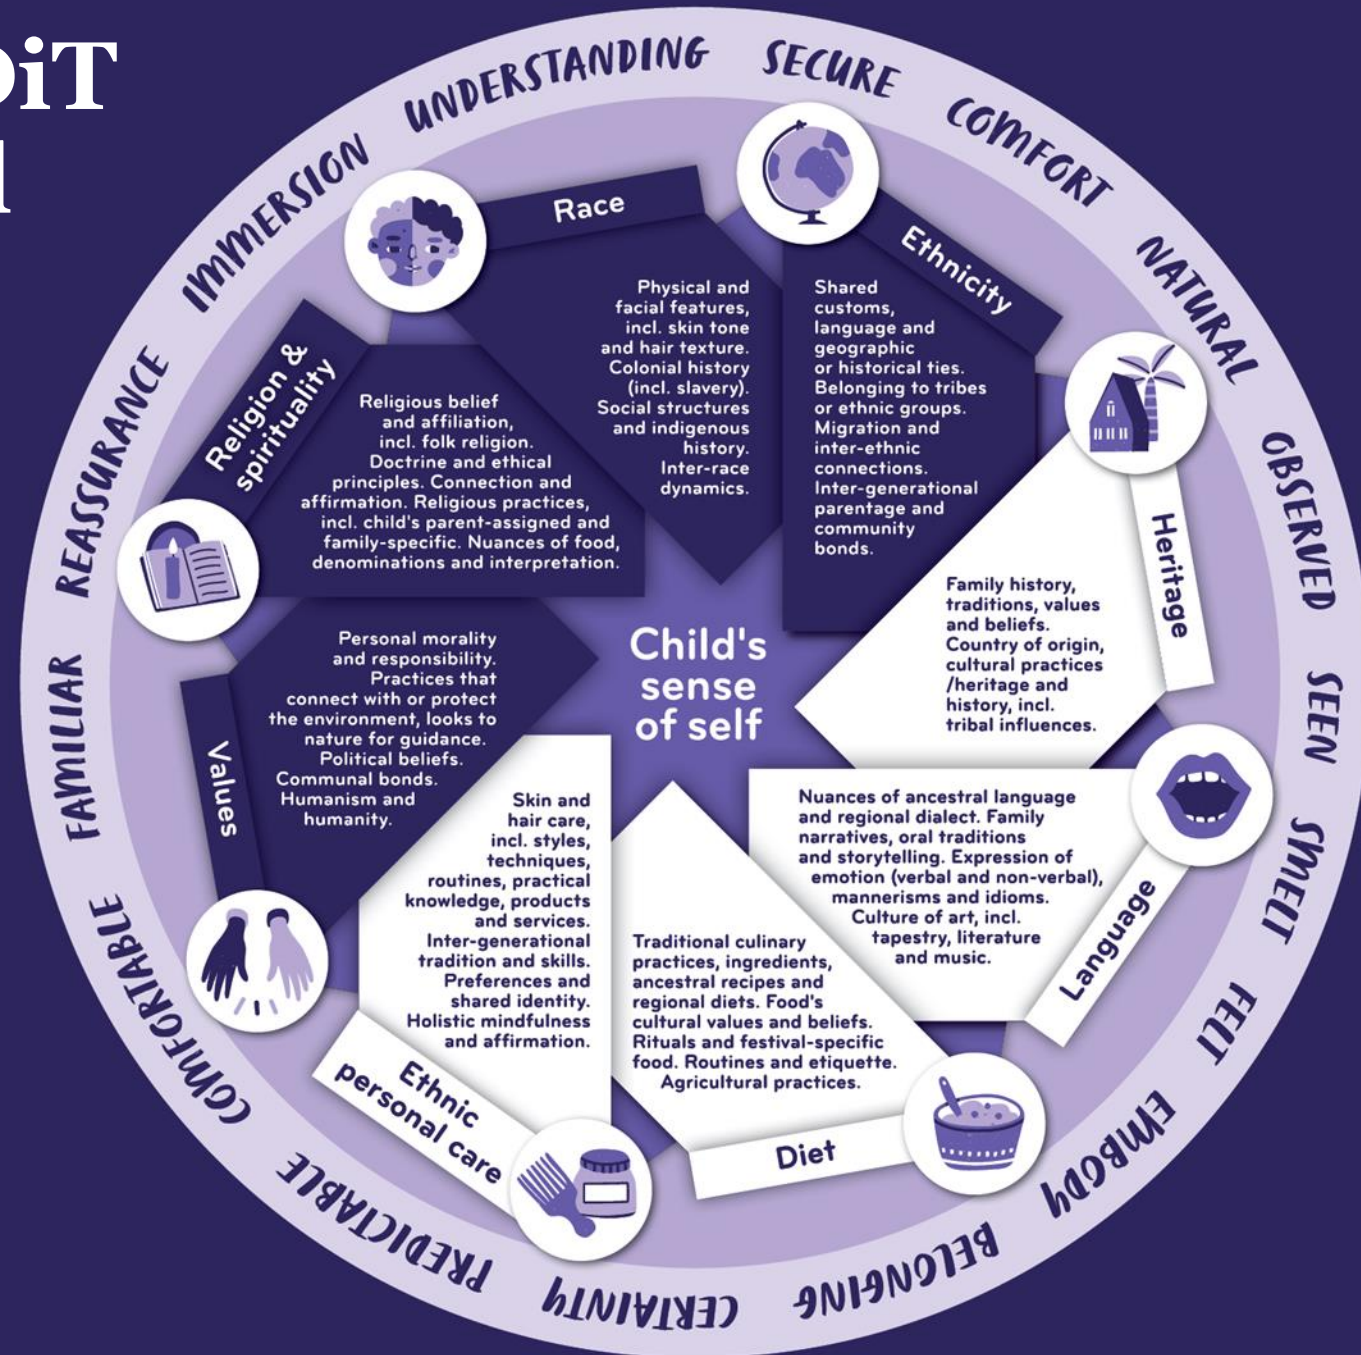 DiT
UNDERSTANDING
SECURE
COMFORT
NATURAL
OBSERVED
SEEN
SMELT
FELT
EMBODY
BELONGING
CERTAINTY
PREDICTABLE
COMFORTABLE
FAMILIAR
REASSURANCE
IMMERSION
Race
Physical and
facial features,
incl. skin tone
and hair texture.
Colonial history
(incl. slavery).
Social structures
and indigenous
history.
Inter-race
dynamics.
Ethnicity
Shared
customs,
language and
geographic
or historical ties.
Belonging to tribes
or ethnic groups.
Migration and
inter-ethnic
connections.
Inter-generational
parentage and
community
bonds.
Heritage
Family history,
traditions, values
and beliefs.
Country of origin,
cultural practices
/heritage and
history, incl.
tribal influences.
Language
Nuances of ancestral language
and regional dialect. Family
narratives, oral traditions
and storytelling. Expression of
emotion (verbal and non-verbal),
mannerisms and idioms.
Culture of art, incl.
tapestry, literature
and music.
Diet
Traditional culinary
practices, ingredients,
ancestral recipes and
regional diets. Food's
cultural values and beliefs.
Rituals and festival-specific
food. Routines and etiquette.
Agricultural practices.
Ethnic
personal care
Skin and
hair care,
incl. styles,
techniques,
routines, practical
knowledge, products
and services.
Inter-generational
tradition and skills.
Preferences and
shared identity.
Holistic mindfulness
and affirmation.
Values
Personal morality
and responsibility.
Practices that
connect with or protect
the environment, looks to
nature for guidance.
Political beliefs.
Communal bonds.
Humanism and
humanity.
Religion &
spirituality
Religious belief
and affiliation,
incl. folk religion.
Doctrine and ethical
principles. Connection and
affirmation. Religious practices,
incl. child's parent-assigned and
family-specific. Nuances of food,
denominations and interpretation.
Child's
sense
of self